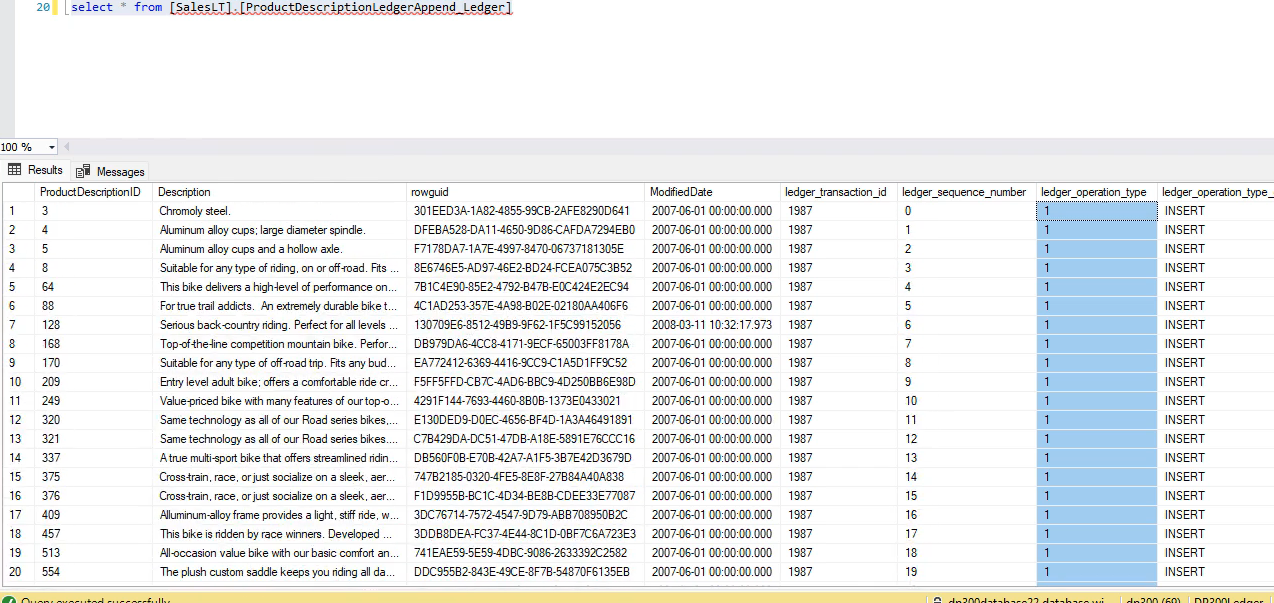 20 select * from [SalesLT].[ProductDescriptionLedgerAppend_Ledger]
100 %
Results Messages
ProductDescriptionID Description rowguid ModifiedDate ledger_transaction_id ledger_sequence_number ledger_operation_type ledger_operation_type_
1 3 Chromoly steel. 301EED3A-1A82-4855-99CB-2AFE8290D641 2007-06-01 00:00:00.000 1987 0 1 INSERT
2 4 Aluminum alloy cups; large diameter spindle. DFEBA528-DA11-4650-9D86-CAFDA7294EB0 2007-06-01 00:00:00.000 1987 1 1 INSERT
3 5 Aluminum alloy cups and a hollow axle. F7178DA7-1A7E-4997-8470-06737181305E 2007-06-01 00:00:00.000 1987 2 1 INSERT
4 8 Suitable for any type of riding, on or off-road. Fits ... 8E6746E5-AD97-46E2-BD24-FCEA075C3B52 2007-06-01 00:00:00.000 1987 3 1 INSERT
5 64 This bike delivers a high-level of performance on... 7B1C4E90-85E2-4792-B47B-E0C424E2EC94 2007-06-01 00:00:00.000 1987 4 1 INSERT
6 88 For true trail addicts.  An extremely durable bike t... 4C1AD253-357E-4A98-B02E-02180AA406F6 2007-06-01 00:00:00.000 1987 5 1 INSERT
7 128 Serious back-country riding. Perfect for all levels ... 130709E6-8512-49B9-9F62-1F5C99152056 2008-03-11 10:32:17.973 1987 6 1 INSERT
8 168 Top-of-the-line competition mountain bike. Perfor... DB979DA6-4CC8-4171-9ECF-65003FF8178A 2007-06-01 00:00:00.000 1987 7 1 INSERT
9 170 Suitable for any type of off-road trip. Fits any bud... EA772412-6369-4416-9CC9-C1A5D1FF9C52 2007-06-01 00:00:00.000 1987 8 1 INSERT
10 209 Entry level adult bike; offers a comfortable ride cr... F5FF5FFD-CB7C-4AD6-BBC9-4D250BB6E98D 2007-06-01 00:00:00.000 1987 9 1 INSERT
11 249 Value-priced bike with many features of our top-o... 4291F144-7693-4460-8B0B-1373E0433021 2007-06-01 00:00:00.000 1987 10 1 INSERT
12 320 Same technology as all of our Road series bikes,... E130DED9-D0EC-4656-BF4D-1A3A46491891 2007-06-01 00:00:00.000 1987 11 1 INSERT
13 321 Same technology as all of our Road series bikes.... C7B429DA-DC51-47DB-A18E-5891E76CCC16 2007-06-01 00:00:00.000 1987 12 1 INSERT
14 337 A true multi-sport bike that offers streamlined ridin... DB560F0B-E70B-42A7-A1F5-3B7E42D3679D 2007-06-01 00:00:00.000 1987 13 1 INSERT
15 375 Cross-train, race, or just socialize on a sleek, aer... 747B2185-0320-4FE5-8E8F-27B84A40A838 2007-06-01 00:00:00.000 1987 14 1 INSERT
16 376 Cross-train, race, or just socialize on a sleek, aer... F1D9955B-BC1C-4D34-BE8B-CDEE33E77087 2007-06-01 00:00:00.000 1987 15 1 INSERT
17 409 Alluminum-alloy frame provides a light, stiff ride, w... 3DC76714-7572-4547-9D79-ABB708950B2C 2007-06-01 00:00:00.000 1987 16 1 INSERT
18 457 This bike is ridden by race winners. Developed ... 3DDB8DEA-FC37-4E44-8C1D-0BF7C6A723E3 2007-06-01 00:00:00.000 1987 17 1 INSERT
19 513 All-occasion value bike with our basic comfort an... 741EAE59-5E59-4DBC-9086-2633392C2582 2007-06-01 00:00:00.000 1987 18 1 INSERT
20 554 The plush custom saddle keeps you riding all da... DDC955B2-843E-49CE-8F7B-54870F6135EB 2007-06-01 00:00:00.000 1987 19 1 INSERT
Query executed successfully dp300database22.database.wi... dp300 (69) DP300Ledger